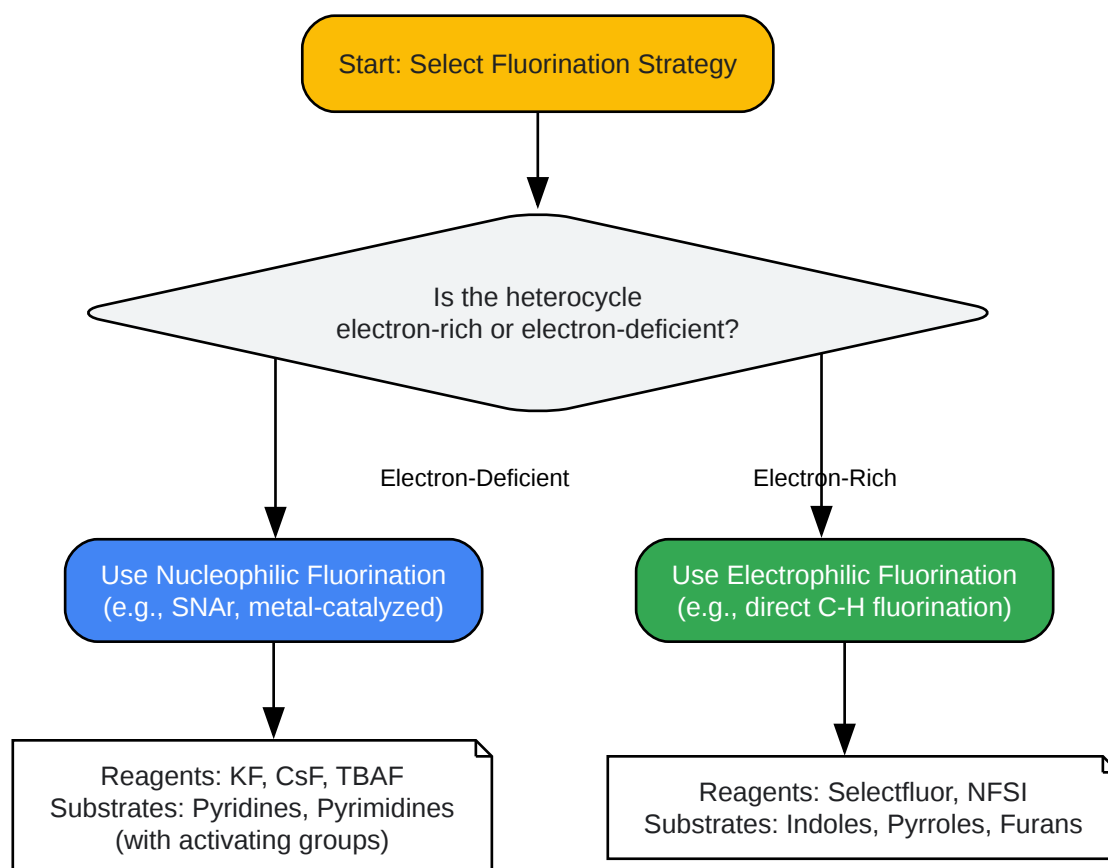 Start: Select Fluorination Strategy
Is the heterocycle
electron-rich or electron-deficient?
Electron-Deficient
Electron-Rich
Use Nucleophilic Fluorination
(e.g., SNAr, metal-catalyzed)
Use Electrophilic Fluorination
(e.g., direct C-H fluorination)
Reagents: KF, CsF, TBAF
Substrates: Pyridines, Pyrimidines
(with activating groups)
Reagents: Selectfluor, NFSI
Substrates: Indoles, Pyrroles, Furans